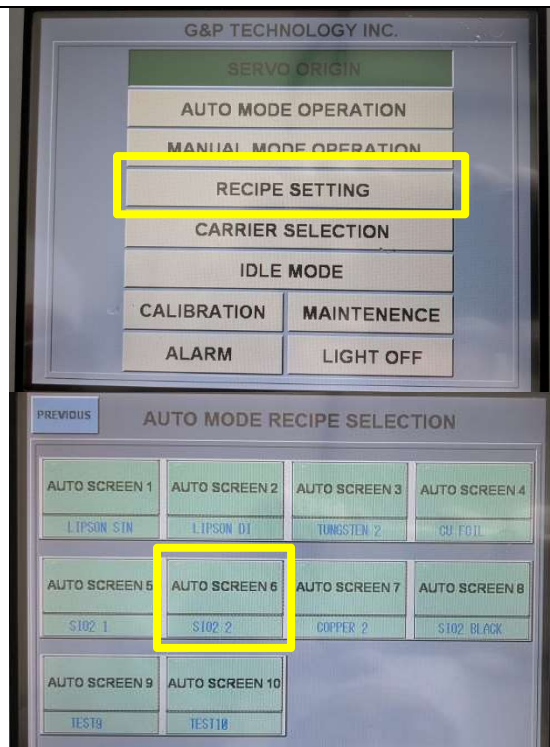 G&P TECHNOLOGY INC.
SERVO ORIGIN
AUTO MODE OPERATION
MANUAL MODE OPERATION
RECIPE SETTING
CARRIER SELECTION
IDLE MODE
CALIBRATION MAINTENENCE
ALARM LIGHT OFF
PREVIOUS AUTO MODE RECIPE SELECTION
AUTO SCREEN 1 AUTO SCREEN 2 AUTO SCREEN 3 AUTO SCREEN 4
LIPSON SIN LIPSON DI TUNGSTEN 2 CU FOIL
AUTO SCREEN 5 AUTO SCREEN 6 AUTO SCREEN 7 AUTO SCREEN 8
SIO2 1 SIO2 2 COPPER 2 SIO2 BLACK
AUTO SCREEN 9 AUTO SCREEN 10
TEST9 TEST10